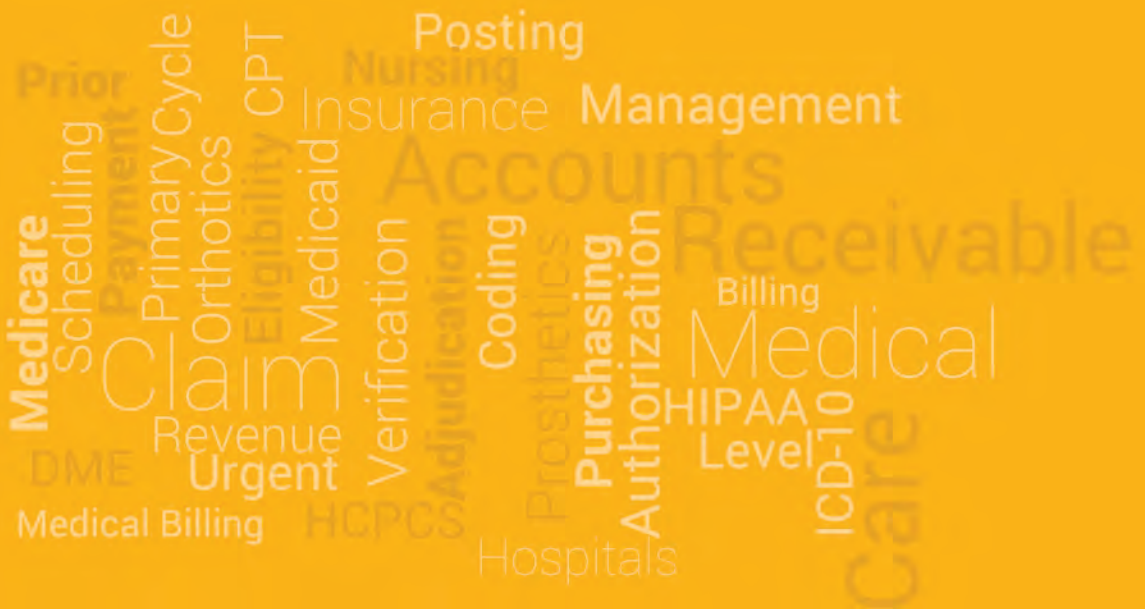 Posting
Prior
Nursing
CPT
Cycle
Insurance
Management
Accounts
Scheduling
Payment
Primary
Orthotics
Eligibility
Medicaid
Receivable
Medicare
Verification
Adjudication
Coding
Prosthetics
Purchasing
Authorization
Billing
Medical
Claim
HIPAA
Revenue
Level
ICD-10
Care
DME
Urgent
Medical Billing
HCPCS
Hospitals